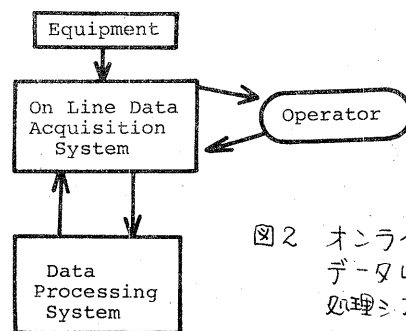 Equipment
On Line Data
Acquisition
System
Operator
Data
Processing
System
図2 オンライ
データ
処理シ